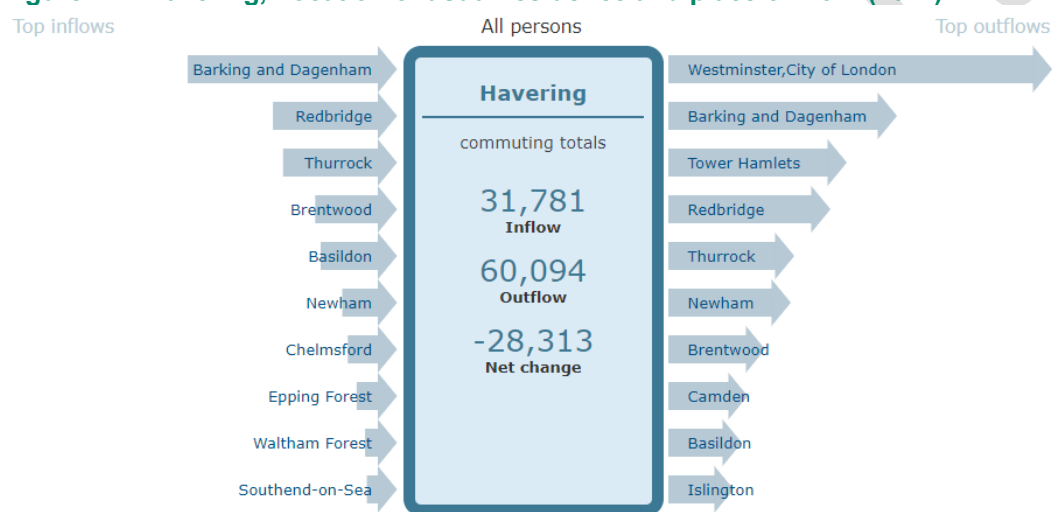 Top inflows
All persons
Top outflows
Barking and Dagenham
Redbridge
Thurrock
Brentwood
Basildon
Newham
Chelmsford
Epping Forest
Waltham Forest
Southend-on-Sea
Havering
commuting totals
31,781
Inflow
60,094
Outflow
-28,313
Net change
Westminster,City of London
Barking and Dagenham
Tower Hamlets
Redbridge
Thurrock
Newham
Brentwood
Camden
Basildon
Islington